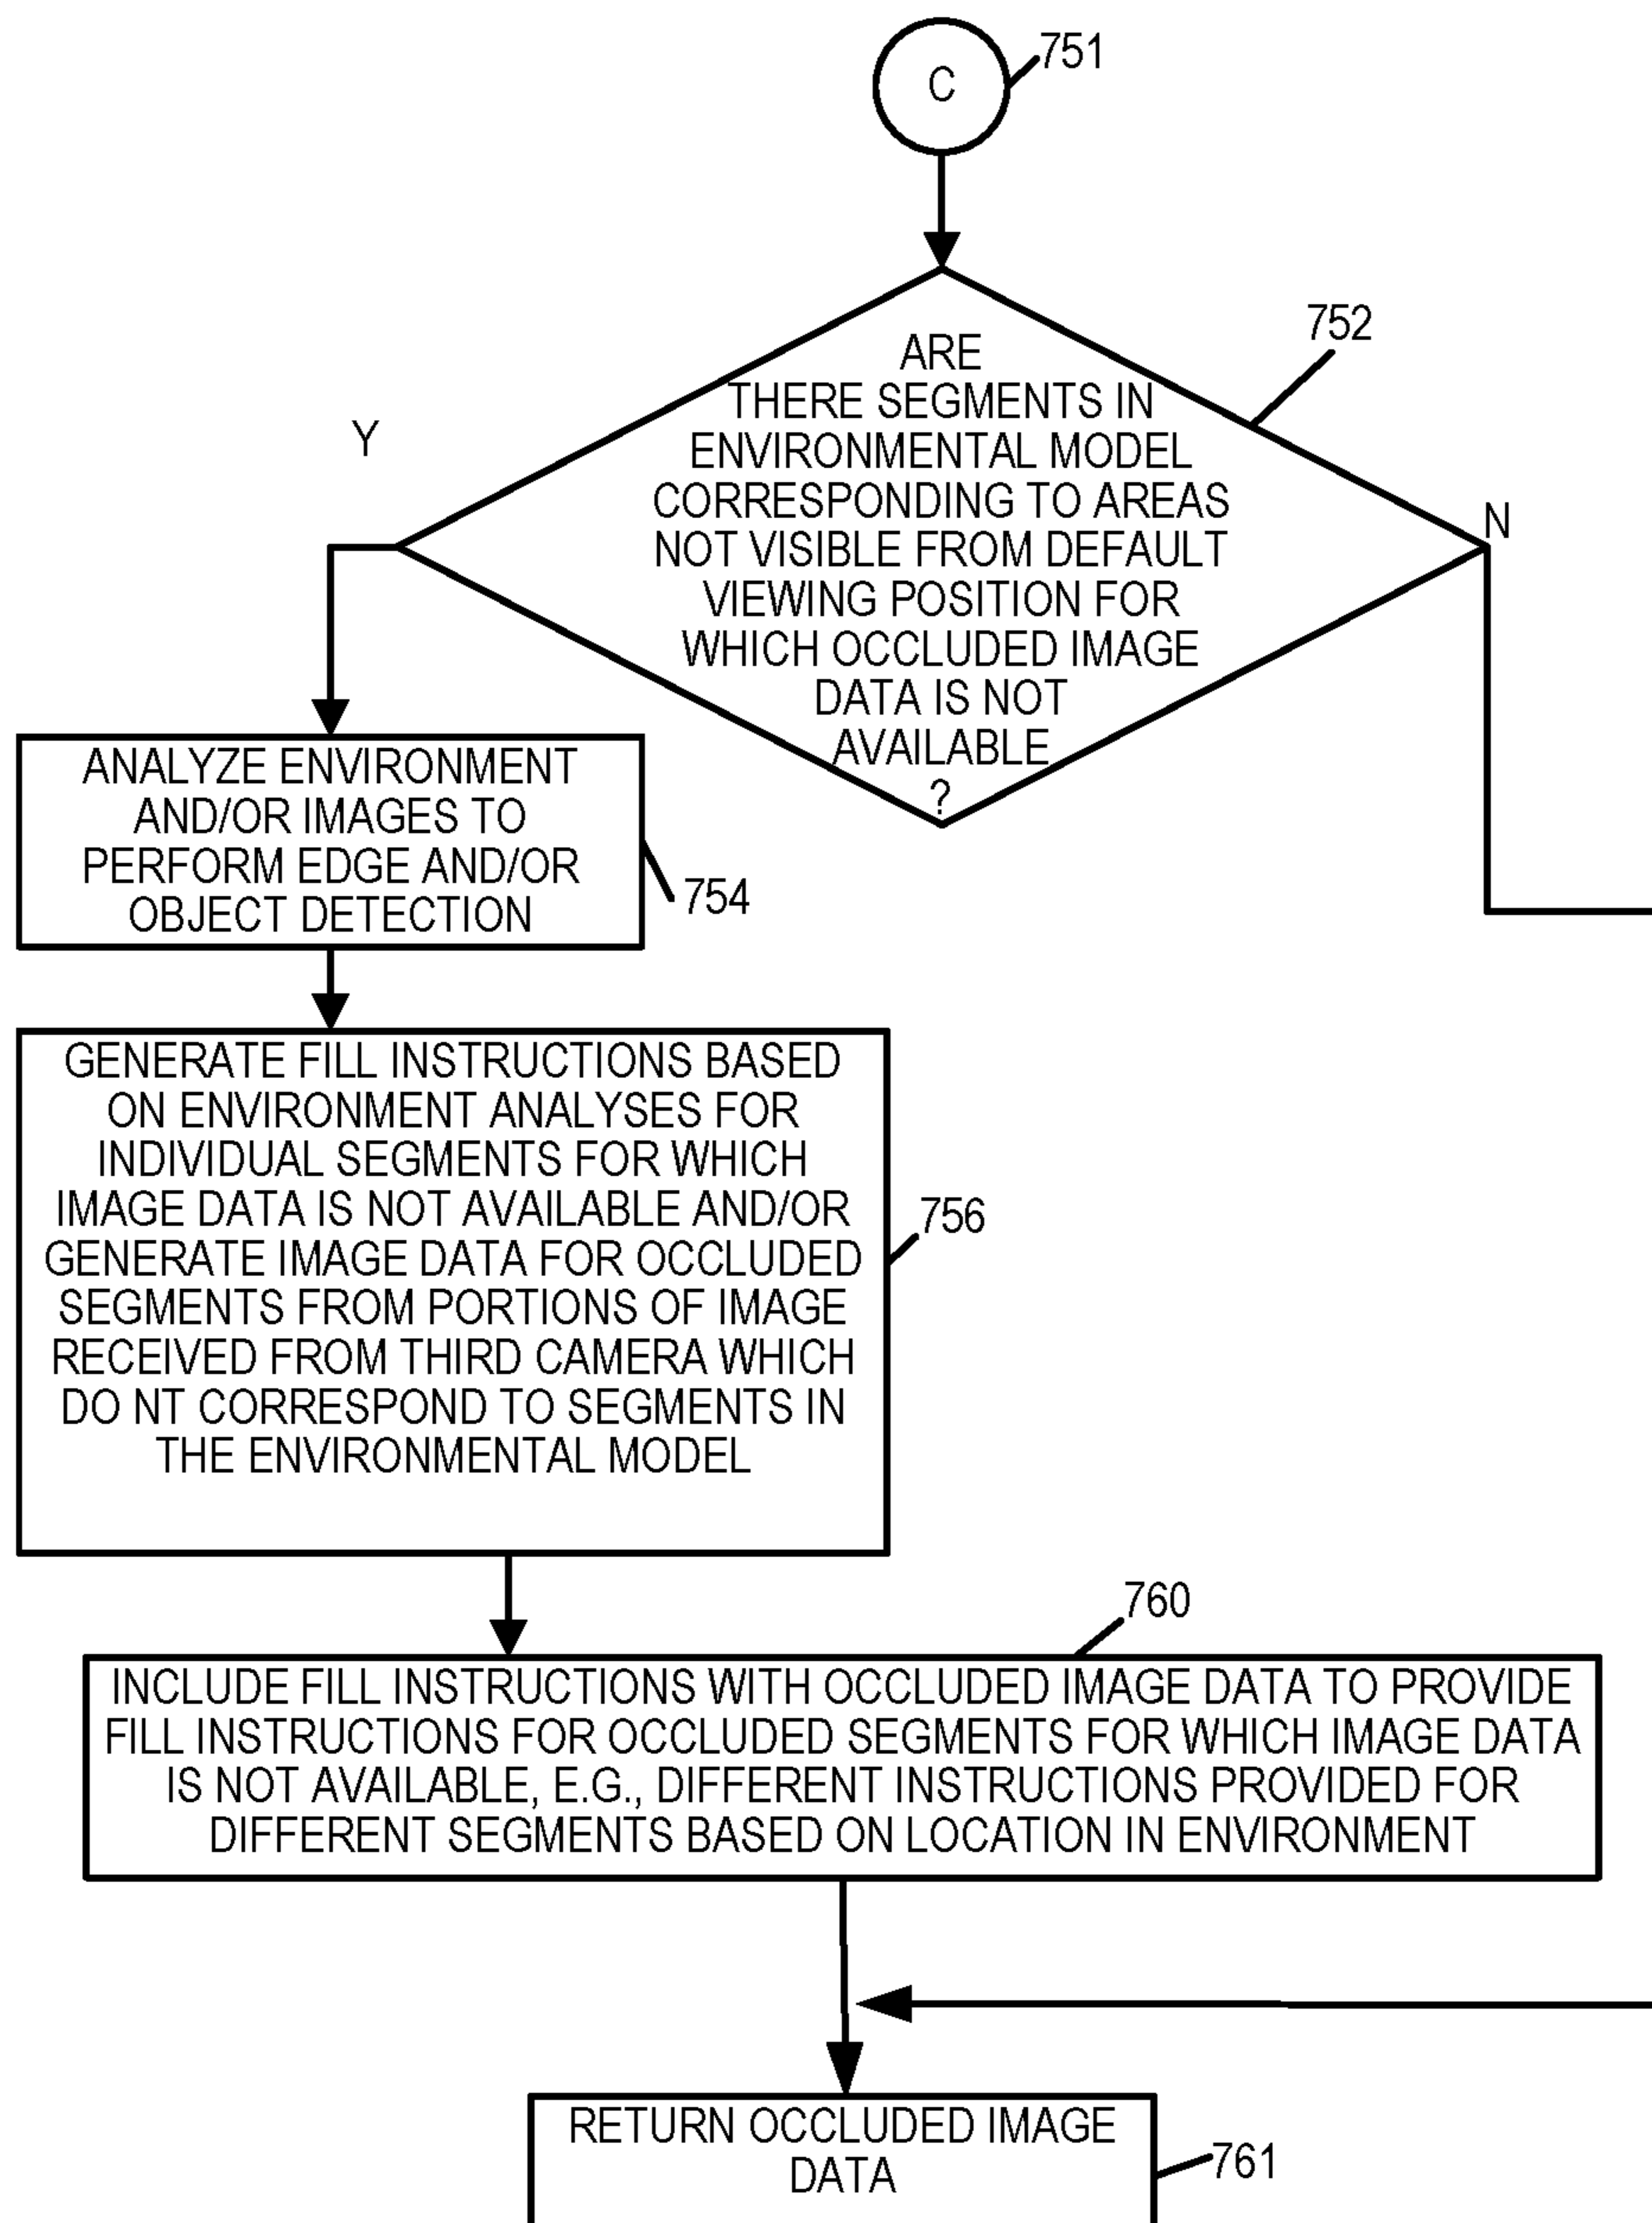 C
751
752
ARE
THERE SEGMENTS IN
ENVIRONMENTAL MODEL
CORRESPONDING TO AREAS
NOT VISIBLE FROM DEFAULT
VIEWING POSITION FOR
WHICH OCCLUDED IMAGE
DATA IS NOT
AVAILABLE
?
Y
N
ANALYZE ENVIRONMENT
AND/OR IMAGES TO
PERFORM EDGE AND/OR
OBJECT DETECTION
754
GENERATE FILL INSTRUCTIONS BASED
ON ENVIRONMENT ANALYSES FOR
INDIVIDUAL SEGMENTS FOR WHICH
IMAGE DATA IS NOT AVAILABLE AND/OR
GENERATE IMAGE DATA FOR OCCLUDED
SEGMENTS FROM PORTIONS OF IMAGE
RECEIVED FROM THIRD CAMERA WHICH
DO NT CORRESPOND TO SEGMENTS IN
THE ENVIRONMENTAL MODEL
756
760
INCLUDE FILL INSTRUCTIONS WITH OCCLUDED IMAGE DATA TO PROVIDE
FILL INSTRUCTIONS FOR OCCLUDED SEGMENTS FOR WHICH IMAGE DATA
IS NOT AVAILABLE, E.G., DIFFERENT INSTRUCTIONS PROVIDED FOR
DIFFERENT SEGMENTS BASED ON LOCATION IN ENVIRONMENT
RETURN OCCLUDED IMAGE
DATA
761